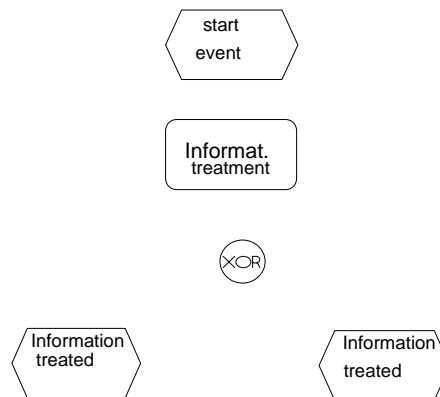 start
event
Informat.
treatment
XOR
Information
treated
Information
treated